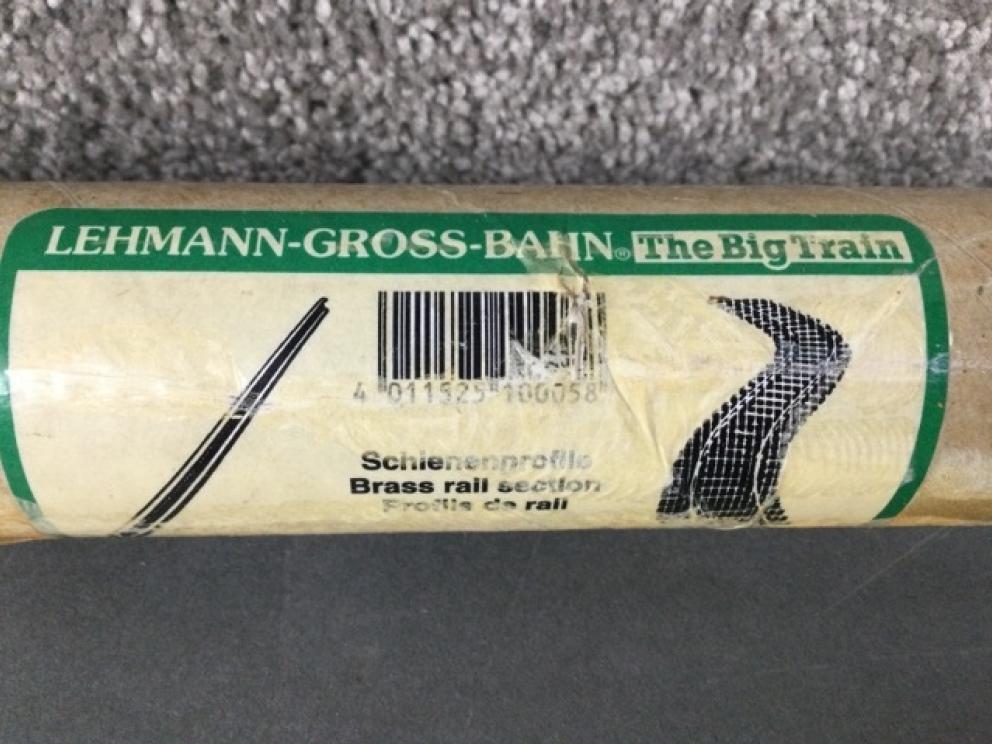 LEHMANN-GROSS-BAHN® The Big Train
4 011525 100058
Schienenprofile
Brass rail section
Profils de rail